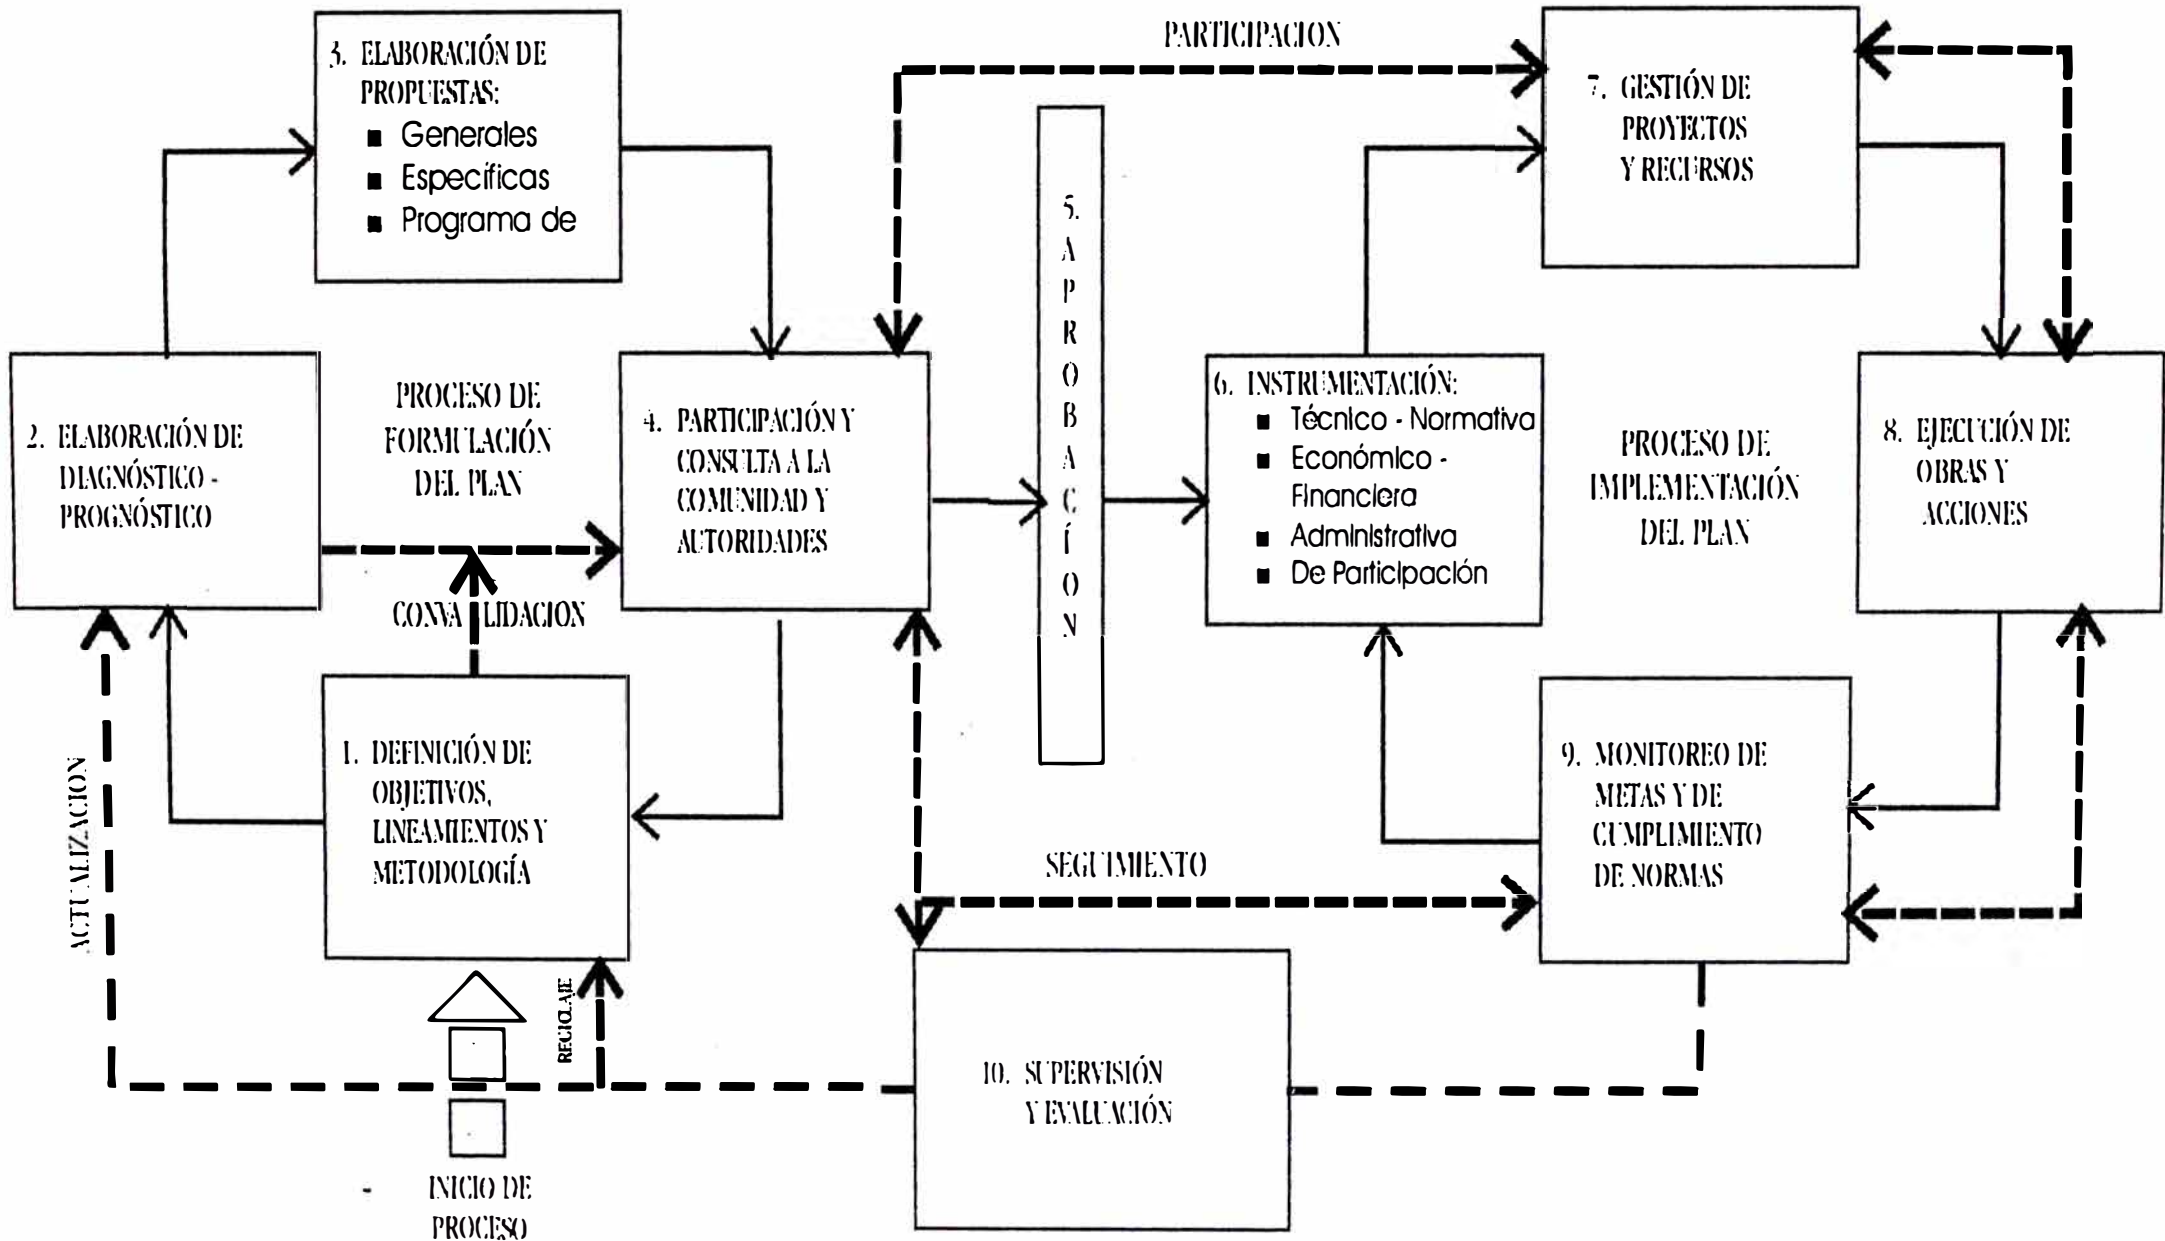 PARTICIPACION
3. ELABORACIÓN DE
PROPUESTAS:
■ Generales
■ Específicas
■ Programa de
7. GESTIÓN DE
PROYECTOS
Y RECURSOS
5.
A
P
R
O
B
A
C
Í
O
N
2. ELABORACIÓN DE
DIAGNÓSTICO -
PROGNÓSTICO
PROCESO DE
FORMULACIÓN
DEL PLAN
4. PARTICIPACIÓN Y
CONSULTA A LA
COMUNIDAD Y
AUTORIDADES
6. INSTRUMENTACIÓN:
■ Técnico - Normativa
■ Económico -
Financiera
■ Administrativa
■ De Participación
PROCESO DE
IMPLEMENTACIÓN
DEL PLAN
8. EJECUCIÓN DE
OBRAS Y
ACCIONES
CONVALIDACION
1. DEFINICIÓN DE
OBJETIVOS,
LINEAMIENTOS Y
METODOLOGÍA
9. MONITOREO DE
METAS Y DE
CUMPLIMIENTO
DE NORMAS
ACTUALIZACION
SEGUIMIENTO
RECICLAJE
10. SUPERVISIÓN
Y EVALUACIÓN
- INICIO DE
PROCESO